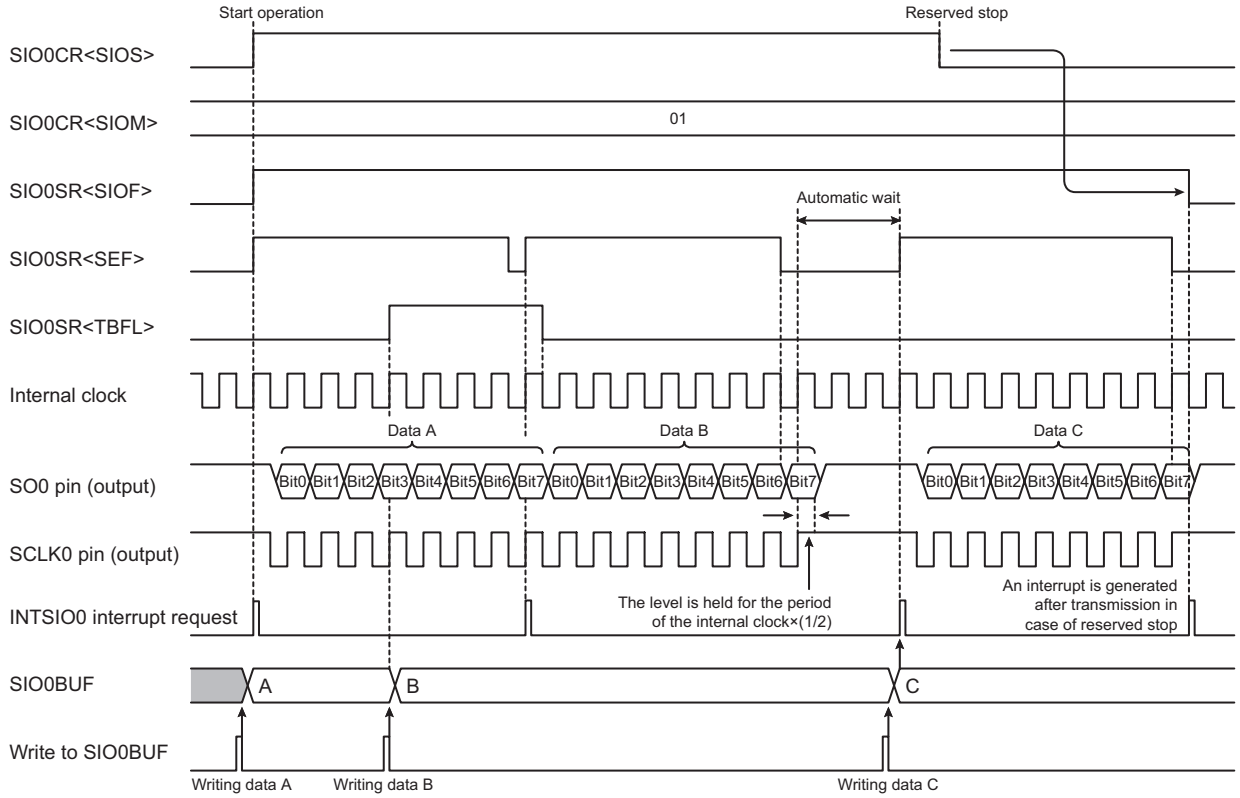 Start operation
Reserved stop
SIO0CR<SIOS>
SIO0CR<SIOM>
01
SIO0SR<SIOF>
Automatic wait
SIO0SR<SEF>
SIO0SR<TBFL>
Internal clock
Data A
Data B
Data C
SO0 pin (output)
Bit0 Bit1 Bit2 Bit3 Bit4 Bit5 Bit6 Bit7 Bit0 Bit1 Bit2 Bit3 Bit4 Bit5 Bit6 Bit7
Bit0 Bit1 Bit2 Bit3 Bit4 Bit5 Bit6 Bit7
SCLK0 pin (output)
The level is held for the period
of the internal clock×(1/2)
An interrupt is generated
after transmission in
case of reserved stop
INTSIO0 interrupt request
SIO0BUF
A
B
C
Write to SIO0BUF
Writing data A
Writing data B
Writing data C